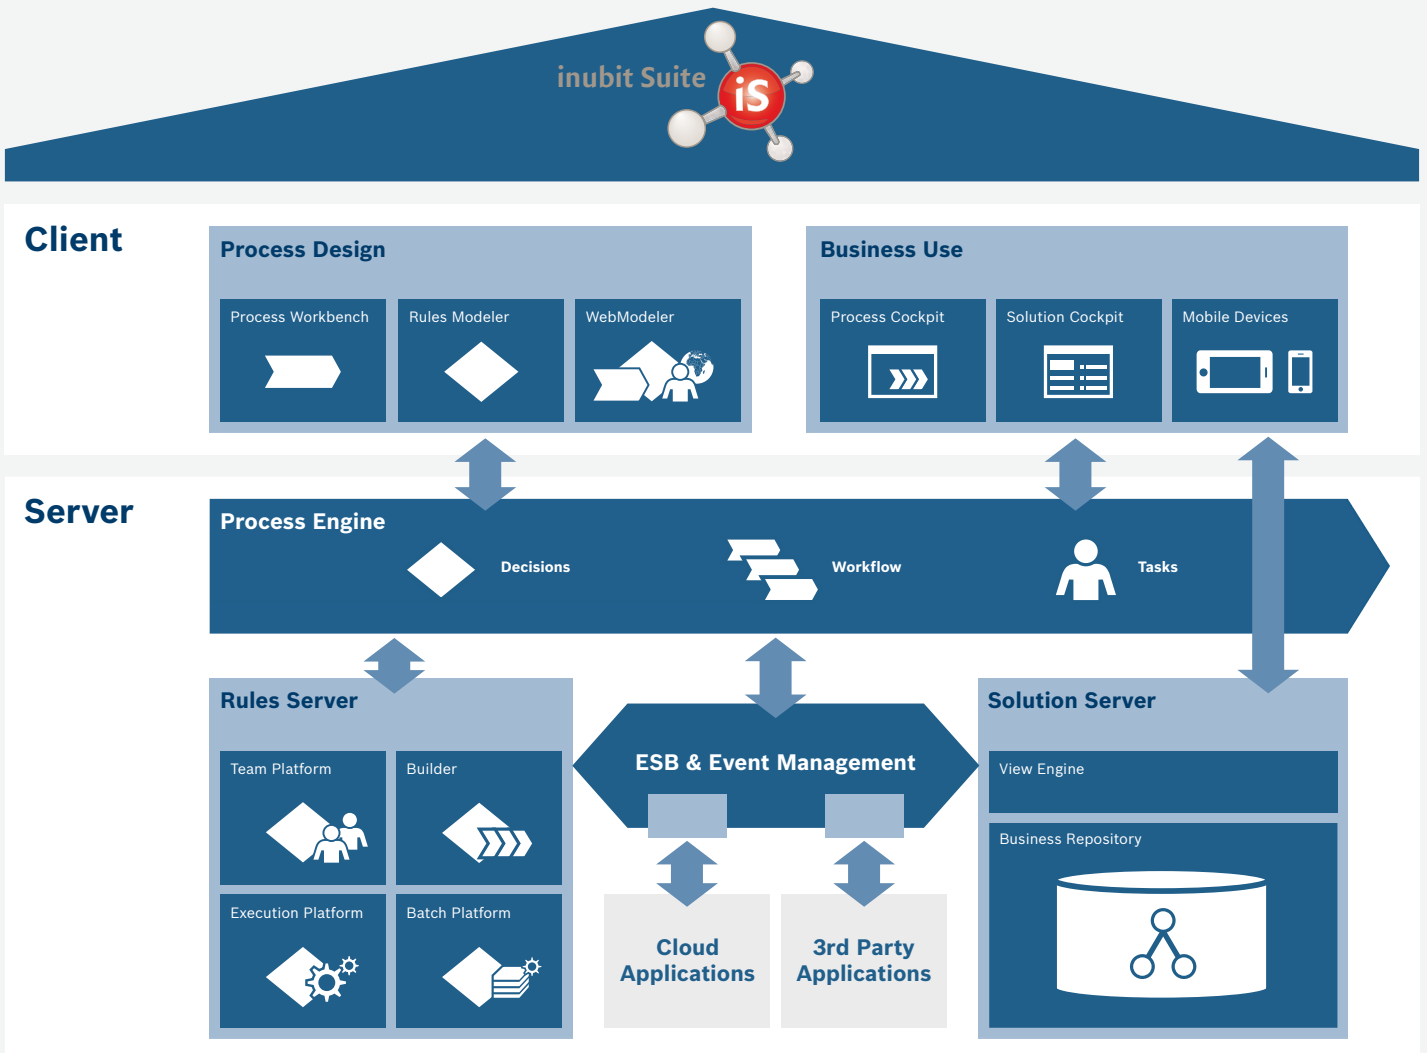 inubit Suite
iS
Client
Process Design
Process Workbench
Rules Modeler
WebModeler
Business Use
Process Cockpit
Solution Cockpit
Mobile Devices
Server
Process Engine
Decisions
Workflow
Tasks
Rules Server
Team Platform
Builder
Execution Platform
Batch Platform
ESB & Event Management
Cloud
Applications
3rd Party
Applications
Solution Server
View Engine
Business Repository